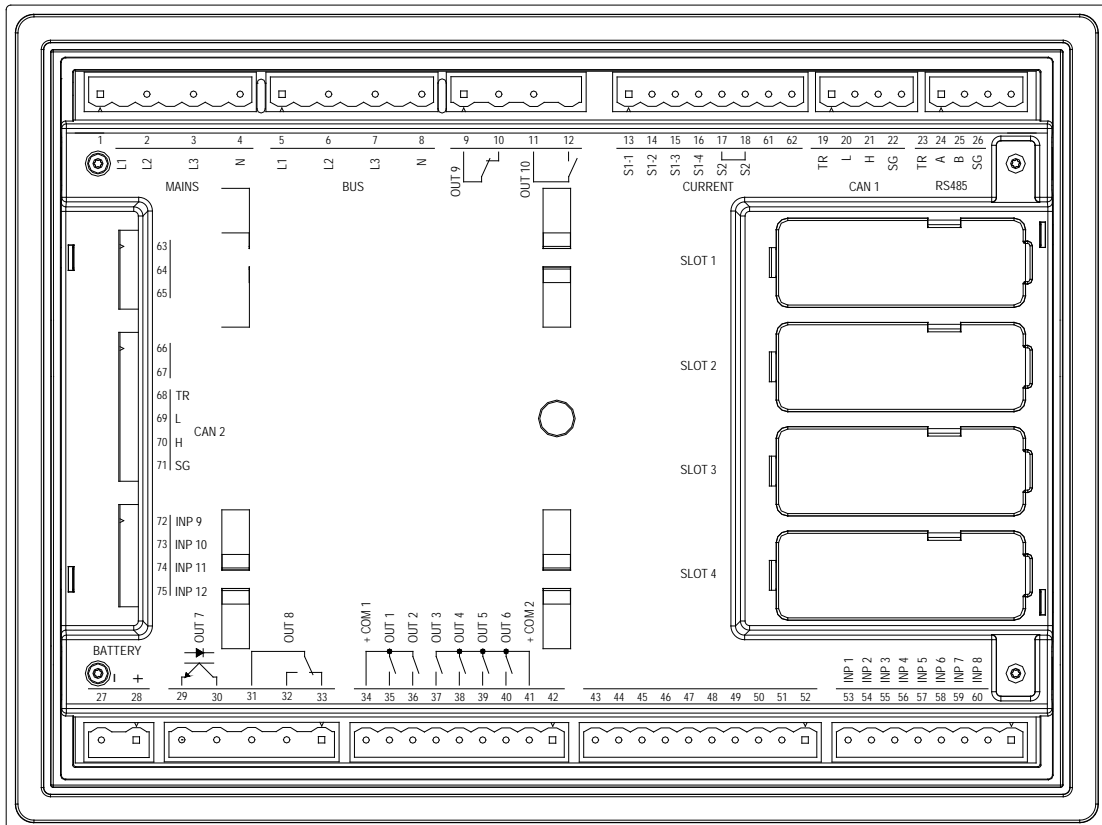 1 2 3 4 5 6 7 8 9 10 11 12 13 14 15 16 17 18 61 62 19 20 21 22 23 24 25 26
L1 L2 L3 N L1 L2 L3 N OUT 9 OUT 10 S1-1 S1-2 S1-3 S1-4 S2 S2 TR L H SG TR A B SG
MAINS BUS CURRENT CAN 1 RS485
63
64
65
SLOT 1
66
67
SLOT 2
68 TR
69 L
CAN 2
70 H
71 SG
SLOT 3
72 INP 9
73 INP 10
74 INP 11
75 INP 12
SLOT 4
OUT 7 OUT 8 + COM 1 OUT 1 OUT 2 OUT 3 OUT 4 OUT 5 OUT 6 + COM 2
BATTERY
- + INP 1 INP 2 INP 3 INP 4 INP 5 INP 6 INP 7 INP 8
27 28 29 30 31 32 33 34 35 36 37 38 39 40 41 42 43 44 45 46 47 48 49 50 51 52 53 54 55 56 57 58 59 60